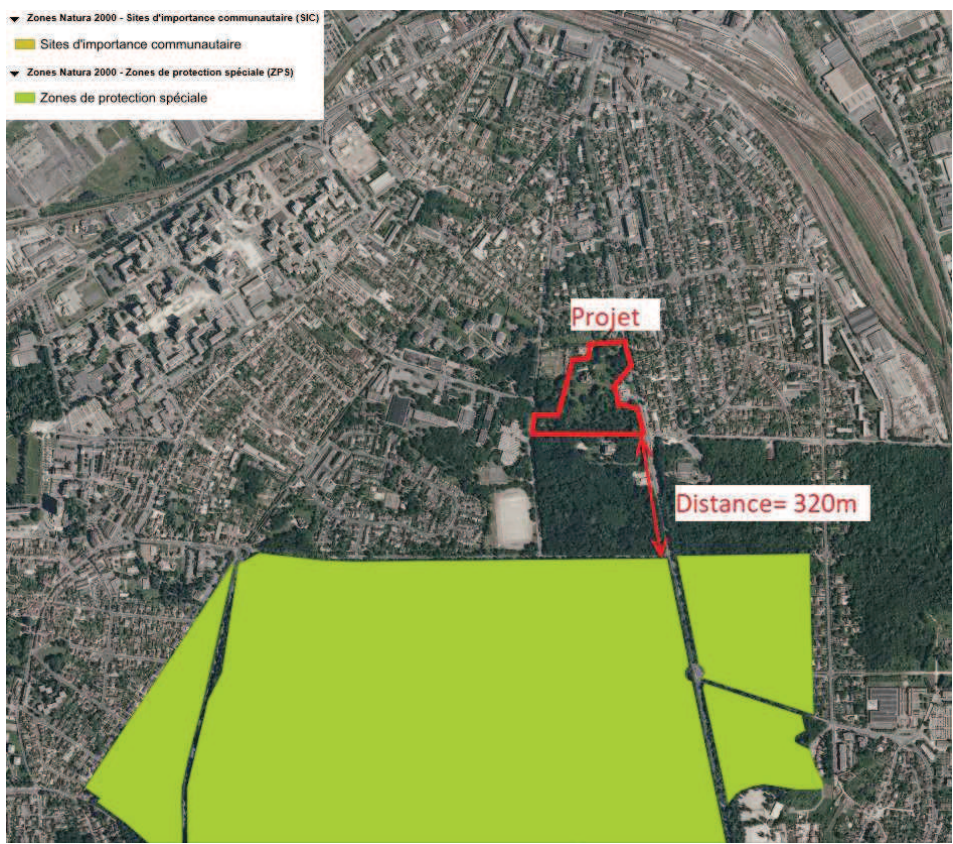 Zones Natura 2000 - Sites d'importance communautaire (SIC)
Sites d'importance communautaire
Zones Natura 2000 - Zones de protection spéciale (ZPS)
Zones de protection spéciale
Projet
Distance= 320m